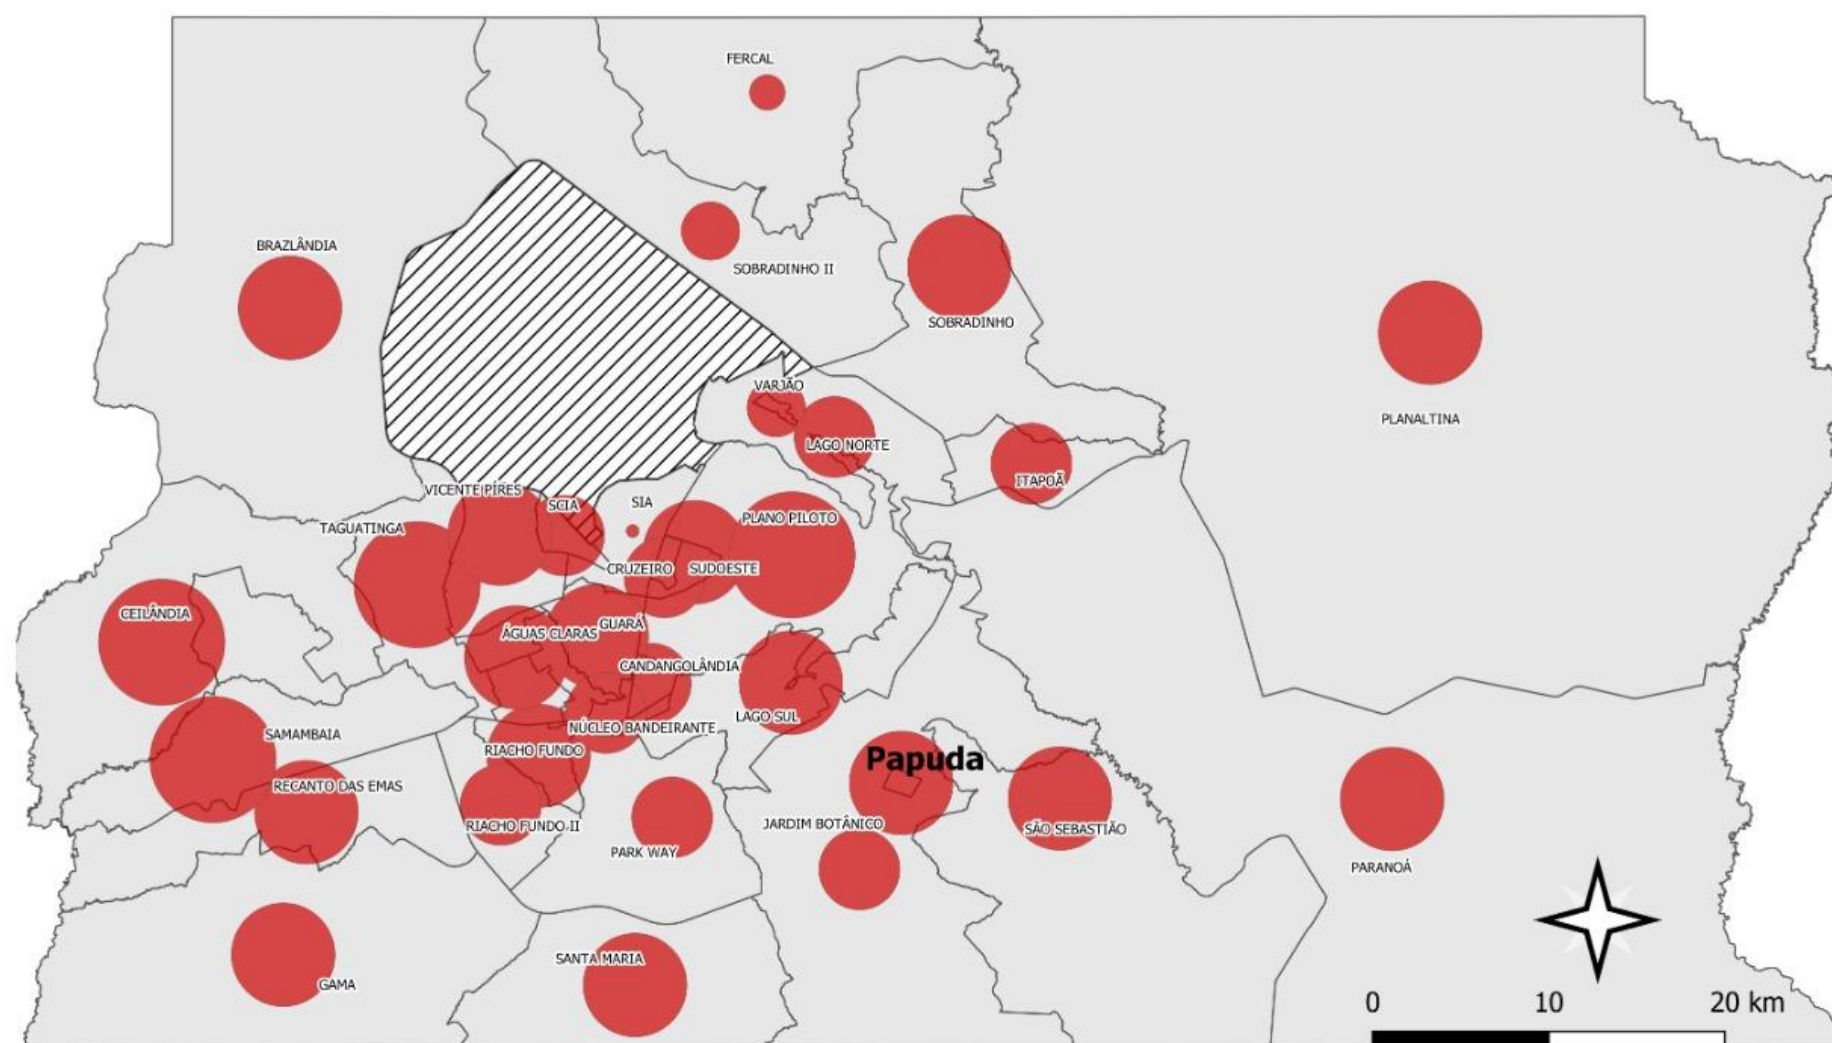 FERCAL
BRAZLÂNDIA
SOBRADINHO II
SOBRADINHO
VARJÃO
PLANALTINA
LAGO NORTE
ITAPOÃ
VICENTE PIRES
SCIA
SIA
TAGUATINGA
PLANO PILOTO
CRUZEIRO
SUDOESTE
CEILÂNDIA
GUARÁ
ÁGUAS CLARAS
CANDANGOLÂNDIA
LAGO SUL
NÚCLEO BANDEIRANTE
SAMAMBAIA
RIACHO FUNDO
Papuda
RECANTO DAS EMAS
RIACHO FUNDO II
JARDIM BOTÂNICO
SÃO SEBASTIÃO
PARK WAY
PARANOÁ
SANTA MARIA
GAMA
0 10 20 km